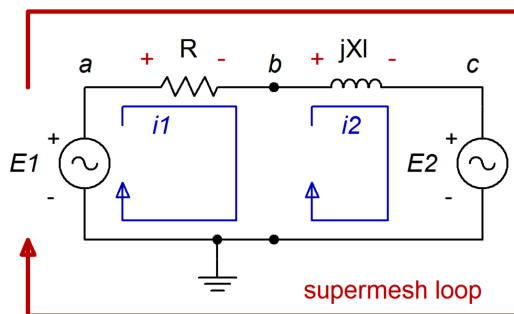 R jXl
a + - b + - c
i1 i2
+ +
E1 E2
- -
supermesh loop